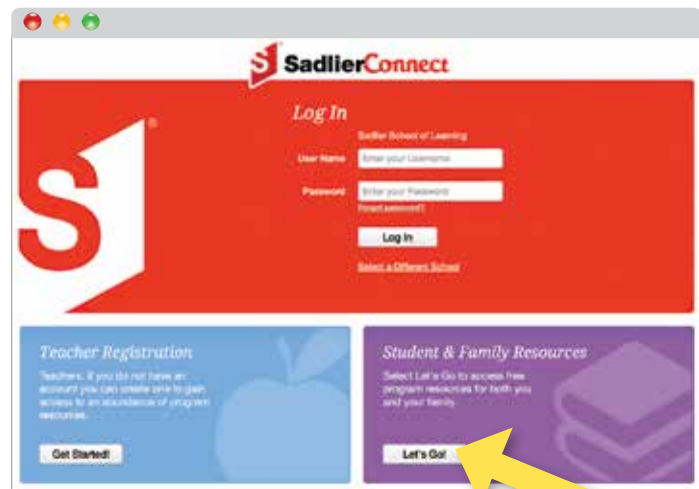 S SadlierConnect
Log In
Sadlier School of Learning
User Name Enter your Username
Password Enter your Password
Forgot password?
Log In
Select a Different School
S®
Teacher Registration
Teachers, if you do not have an
account you can create one to gain
access to an abundance of program
resources.
Get Started!
Student & Family Resources
Select Let's Go to access free
program resources for both you
and your family.
Let's Go!